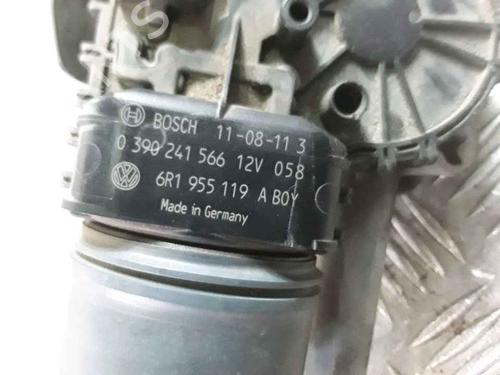 BOSCH 11-08-11 3
0 390 241 566 12V 058
6R1 955 119 A BOY
Made in Germany